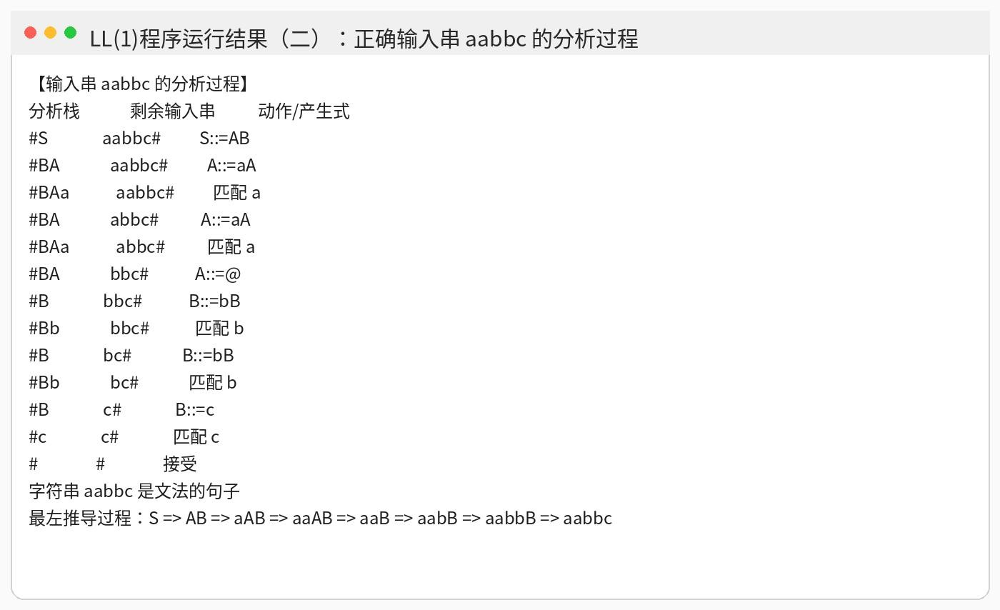 LL(1)程序运行结果（二）：正确输入串 aabbc 的分析过程
【输入串 aabbc 的分析过程】
分析栈 剩余输入串 动作/产生式
#S aabbc# S::=AB
#BA aabbc# A::=aA
#BAa aabbc# 匹配 a
#BA abbc# A::=aA
#BAa abbc# 匹配 a
#BA bbc# A::=@
#B bbc# B::=bB
#Bb bbc# 匹配 b
#B bc# B::=bB
#Bb bc# 匹配 b
#B c# B::=c
#c c# 匹配 c
# # 接受
字符串 aabbc 是文法的句子
最左推导过程：S => AB => aAB => aaAB => aaB => aabB => aabbB => aabbc